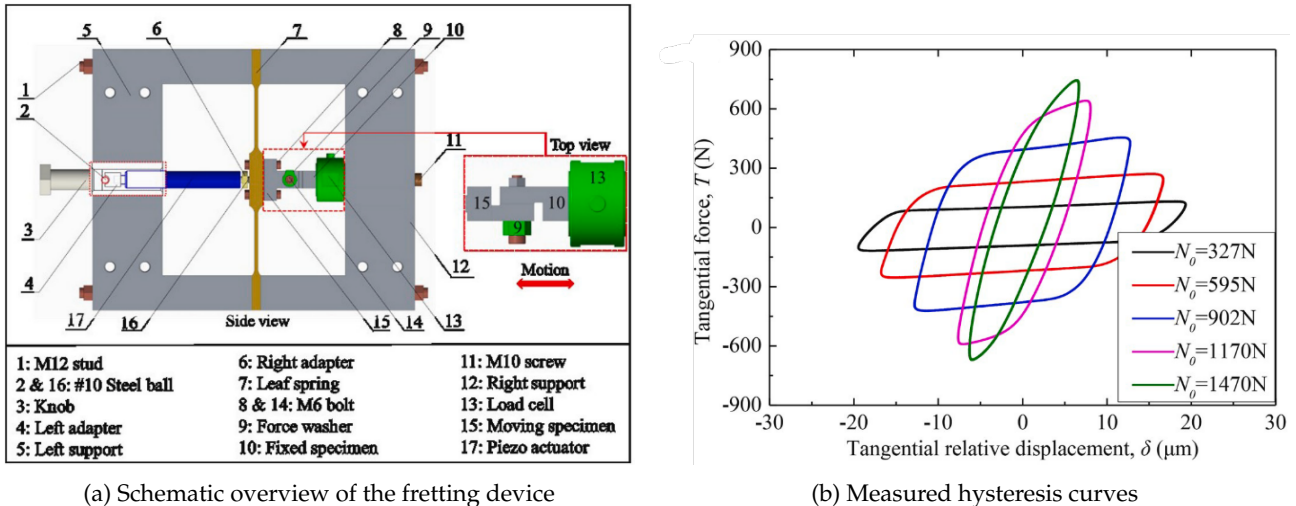 5
6
7
8
9
10
1
2
3
4
17
16
Side view
15
14
13
12
11
Top view
15
10
13
9
Motion
1: M12 stud
2 & 16: #10 Steel ball
3: Knob
4: Left adapter
5: Left support
6: Right adapter
7: Leaf spring
8 & 14: M6 bolt
9: Force washer
10: Fixed specimen
11: M10 screw
12: Right support
13: Load cell
15: Moving specimen
17: Piezo actuator
(a) Schematic overview of the fretting device
Tangential force, T (N)
900
600
300
0
-300
-600
-900
-30
-20
-10
0
10
20
30
Tangential relative displacement, δ (μm)
N₀=327N
N₀=595N
N₀=902N
N₀=1170N
N₀=1470N
(b) Measured hysteresis curves